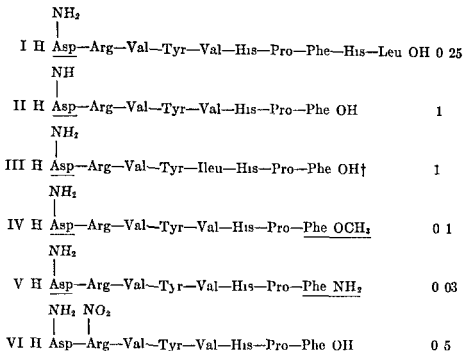 NH₂
I H Asp—Arg—Val—Tyr—Val—His—Pro—Phe—His—Leu OH 0 25
NH
II H Asp—Arg—Val—Tyr—Val—His—Pro—Phe OH 1
NH₂
III H Asp—Arg—Val—Tyr—Ileu—His—Pro—Phe OH† 1
NH₂
IV H Asp—Arg—Val—Tyr—Val—His—Pro—Phe OCH₃ 0 1
NH₂
V H Asp—Arg—Val—Tyr—Val—His—Pro—Phe NH₂ 0 03
NH₂ NO₂
VI H Asp—Arg—Val—Tyr—Val—His—Pro—Phe OH 0 5